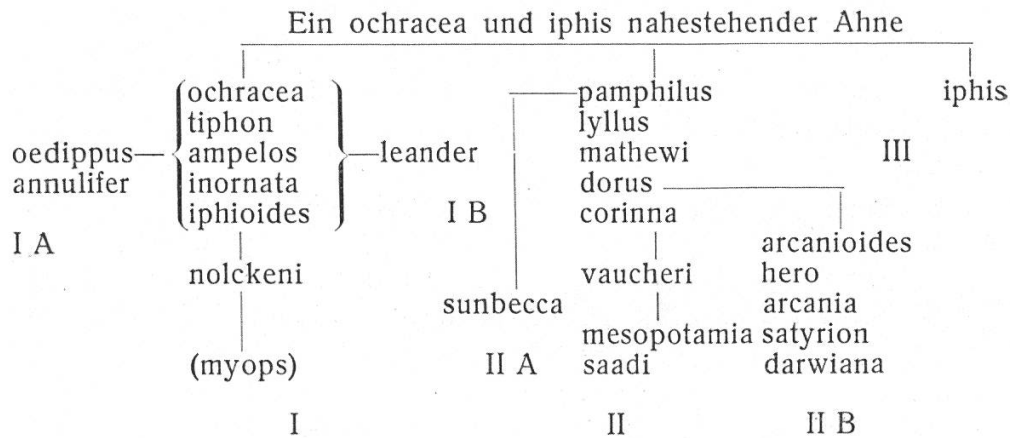 Ein ochracea und iphis nahestehender Ahne
ochracea pamphilus iphis
tiphon lyllus
oedippus ampelos leander mathewi III
annulifer inornata dorus
iphioides I B corinna
I A arcanioides
nolckeni vaucheri hero
sunbecca arcania
mesopotamia satyrion
(myops) II A saadi darwiana
I II II B